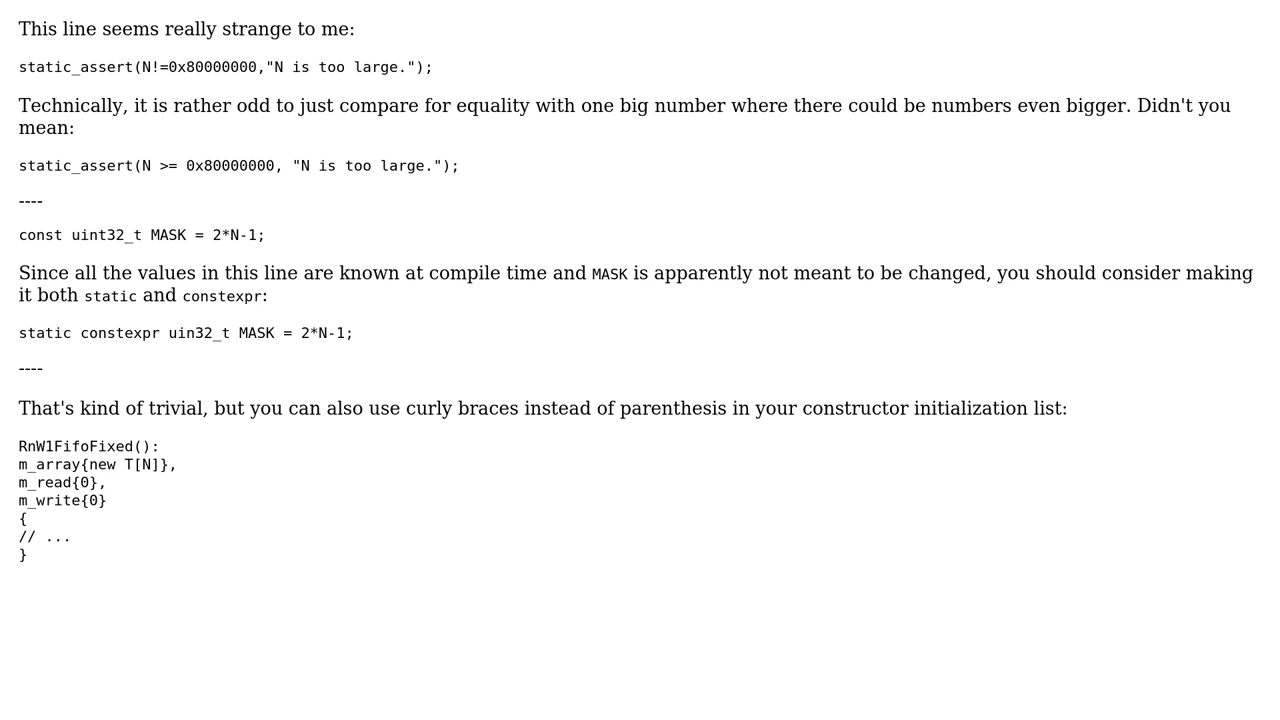 This line seems really strange to me:
static_assert(N!=0x80000000,"N is too large.");
Technically, it is rather odd to just compare for equality with one big number where there could be numbers even bigger. Didn't you
mean:
static_assert(N >= 0x80000000, "N is too large.");
----
const uint32_t MASK = 2*N-1;
Since all the values in this line are known at compile time and MASK is apparently not meant to be changed, you should consider making
it both static and constexpr:
static constexpr uin32_t MASK = 2*N-1;
----
That's kind of trivial, but you can also use curly braces instead of parenthesis in your constructor initialization list:
RnW1FifoFixed():
m_array{new T[N]},
m_read{0},
m_write{0}
{
// ...
}